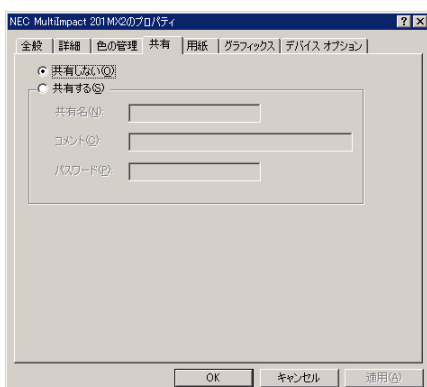 NEC MultiImpact 201MX2のプロパティ
全般 詳細 色の管理 共有 用紙 グラフィックス デバイス オプション
共有しない(O)
共有する(S)
共有名(N):
コメント(C):
パスワード(P):
OK キャンセル 適用(A)